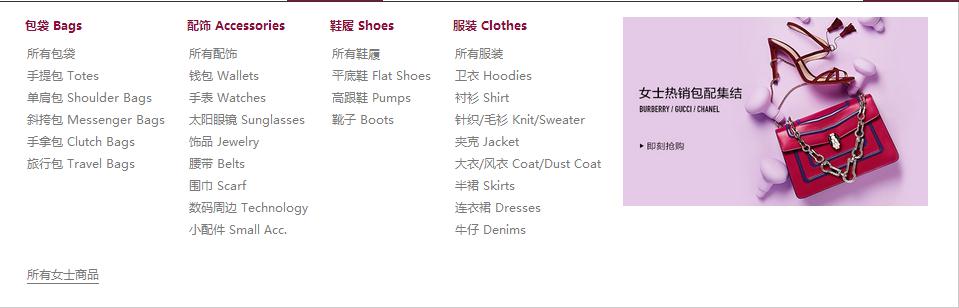 包袋 Bags
所有包袋
手提包 Totes
单肩包 Shoulder Bags
斜挎包 Messenger Bags
手拿包 Clutch Bags
旅行包 Travel Bags
配饰 Accessories
所有配饰
钱包 Wallets
手表 Watches
太阳眼镜 Sunglasses
饰品 Jewelry
腰带 Belts
围巾 Scarf
数码周边 Technology
小配件 Small Acc.
鞋履 Shoes
所有鞋履
平底鞋 Flat Shoes
高跟鞋 Pumps
靴子 Boots
服装 Clothes
所有服装
卫衣 Hoodies
衬衫 Shirt
针织/毛衫 Knit/Sweater
夹克 Jacket
大衣/风衣 Coat/Dust Coat
半裙 Skirts
连衣裙 Dresses
牛仔 Denims
女士热销包配集结
BURBERRY / GUCCI / CHANEL
即刻抢购
所有女士商品